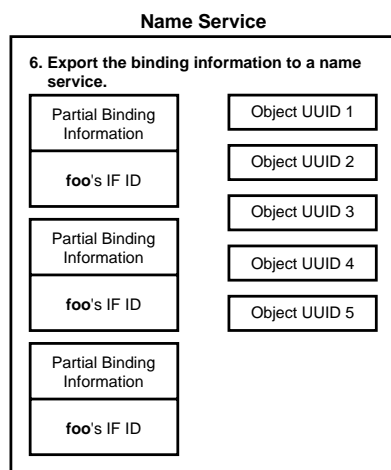 Name Service
6. Export the binding information to a name
service.
Partial Binding
Information
foo's IF ID
Partial Binding
Information
foo's IF ID
Partial Binding
Information
foo's IF ID
Object UUID 1
Object UUID 2
Object UUID 3
Object UUID 4
Object UUID 5